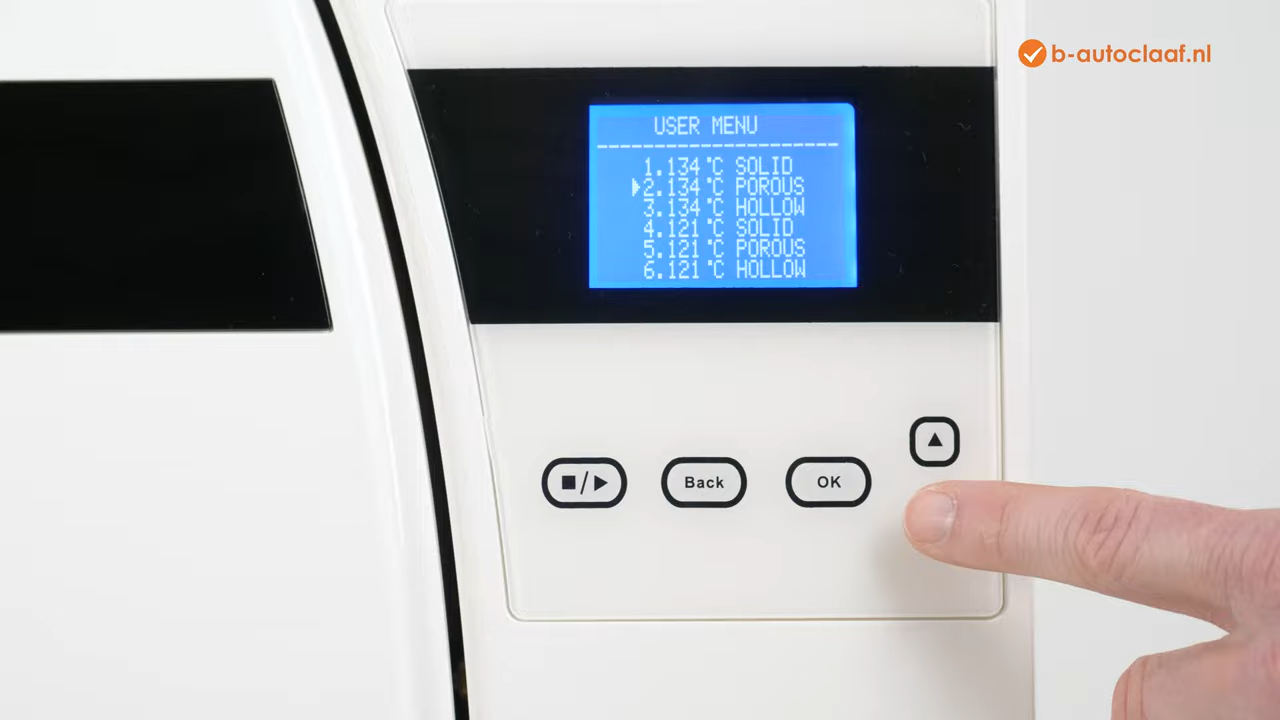 b-autoclaaf.nl
USER MENU
1.134°C SOLID
2.134°C POROUS
3.134°C HOLLOW
4.121°C SOLID
5.121°C POROUS
6.121°C HOLLOW
■/▶ Back OK ▲